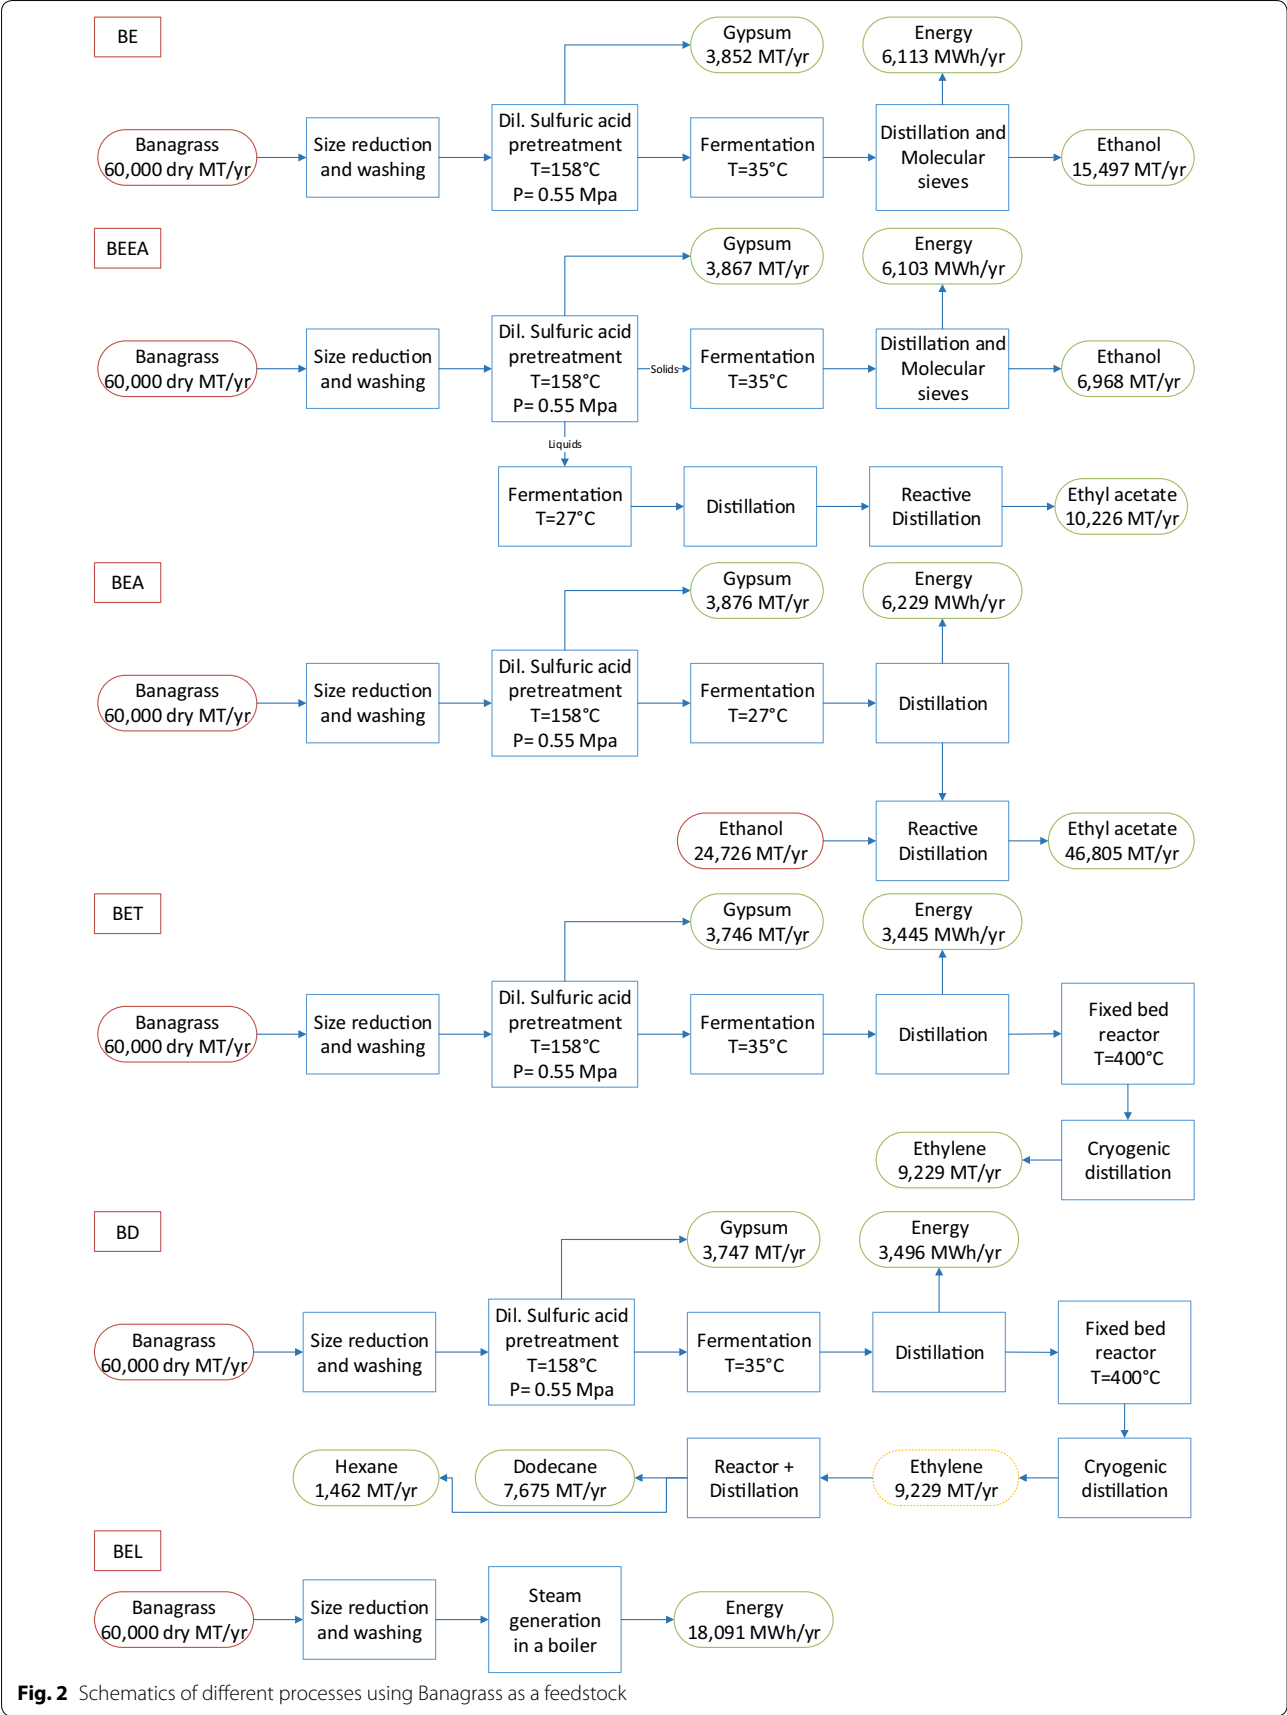 BE
Gypsum
3,852 MT/yr
Energy
6,113 MWh/yr
Banagrass
60,000 dry MT/yr
Size reduction
and washing
Dil. Sulfuric acid
pretreatment
T=158°C
P= 0.55 Mpa
Fermentation
T=35°C
Distillation and
Molecular
sieves
Ethanol
15,497 MT/yr
BEEA
Gypsum
3,867 MT/yr
Energy
6,103 MWh/yr
Banagrass
60,000 dry MT/yr
Size reduction
and washing
Dil. Sulfuric acid
pretreatment
T=158°C
P= 0.55 Mpa
Solids
Fermentation
T=35°C
Distillation and
Molecular
sieves
Ethanol
6,968 MT/yr
Liquids
Fermentation
T=27°C
Distillation
Reactive
Distillation
Ethyl acetate
10,226 MT/yr
BEA
Gypsum
3,876 MT/yr
Energy
6,229 MWh/yr
Banagrass
60,000 dry MT/yr
Size reduction
and washing
Dil. Sulfuric acid
pretreatment
T=158°C
P= 0.55 Mpa
Fermentation
T=27°C
Distillation
Ethanol
24,726 MT/yr
Reactive
Distillation
Ethyl acetate
46,805 MT/yr
BET
Gypsum
3,746 MT/yr
Energy
3,445 MWh/yr
Banagrass
60,000 dry MT/yr
Size reduction
and washing
Dil. Sulfuric acid
pretreatment
T=158°C
P= 0.55 Mpa
Fermentation
T=35°C
Distillation
Fixed bed
reactor
T=400°C
Ethylene
9,229 MT/yr
Cryogenic
distillation
BD
Gypsum
3,747 MT/yr
Energy
3,496 MWh/yr
Banagrass
60,000 dry MT/yr
Size reduction
and washing
Dil. Sulfuric acid
pretreatment
T=158°C
P= 0.55 Mpa
Fermentation
T=35°C
Distillation
Fixed bed
reactor
T=400°C
Hexane
1,462 MT/yr
Dodecane
7,675 MT/yr
Reactor +
Distillation
Ethylene
9,229 MT/yr
Cryogenic
distillation
BEL
Banagrass
60,000 dry MT/yr
Size reduction
and washing
Steam
generation
in a boiler
Energy
18,091 MWh/yr
Fig. 2 Schematics of different processes using Banagrass as a feedstock